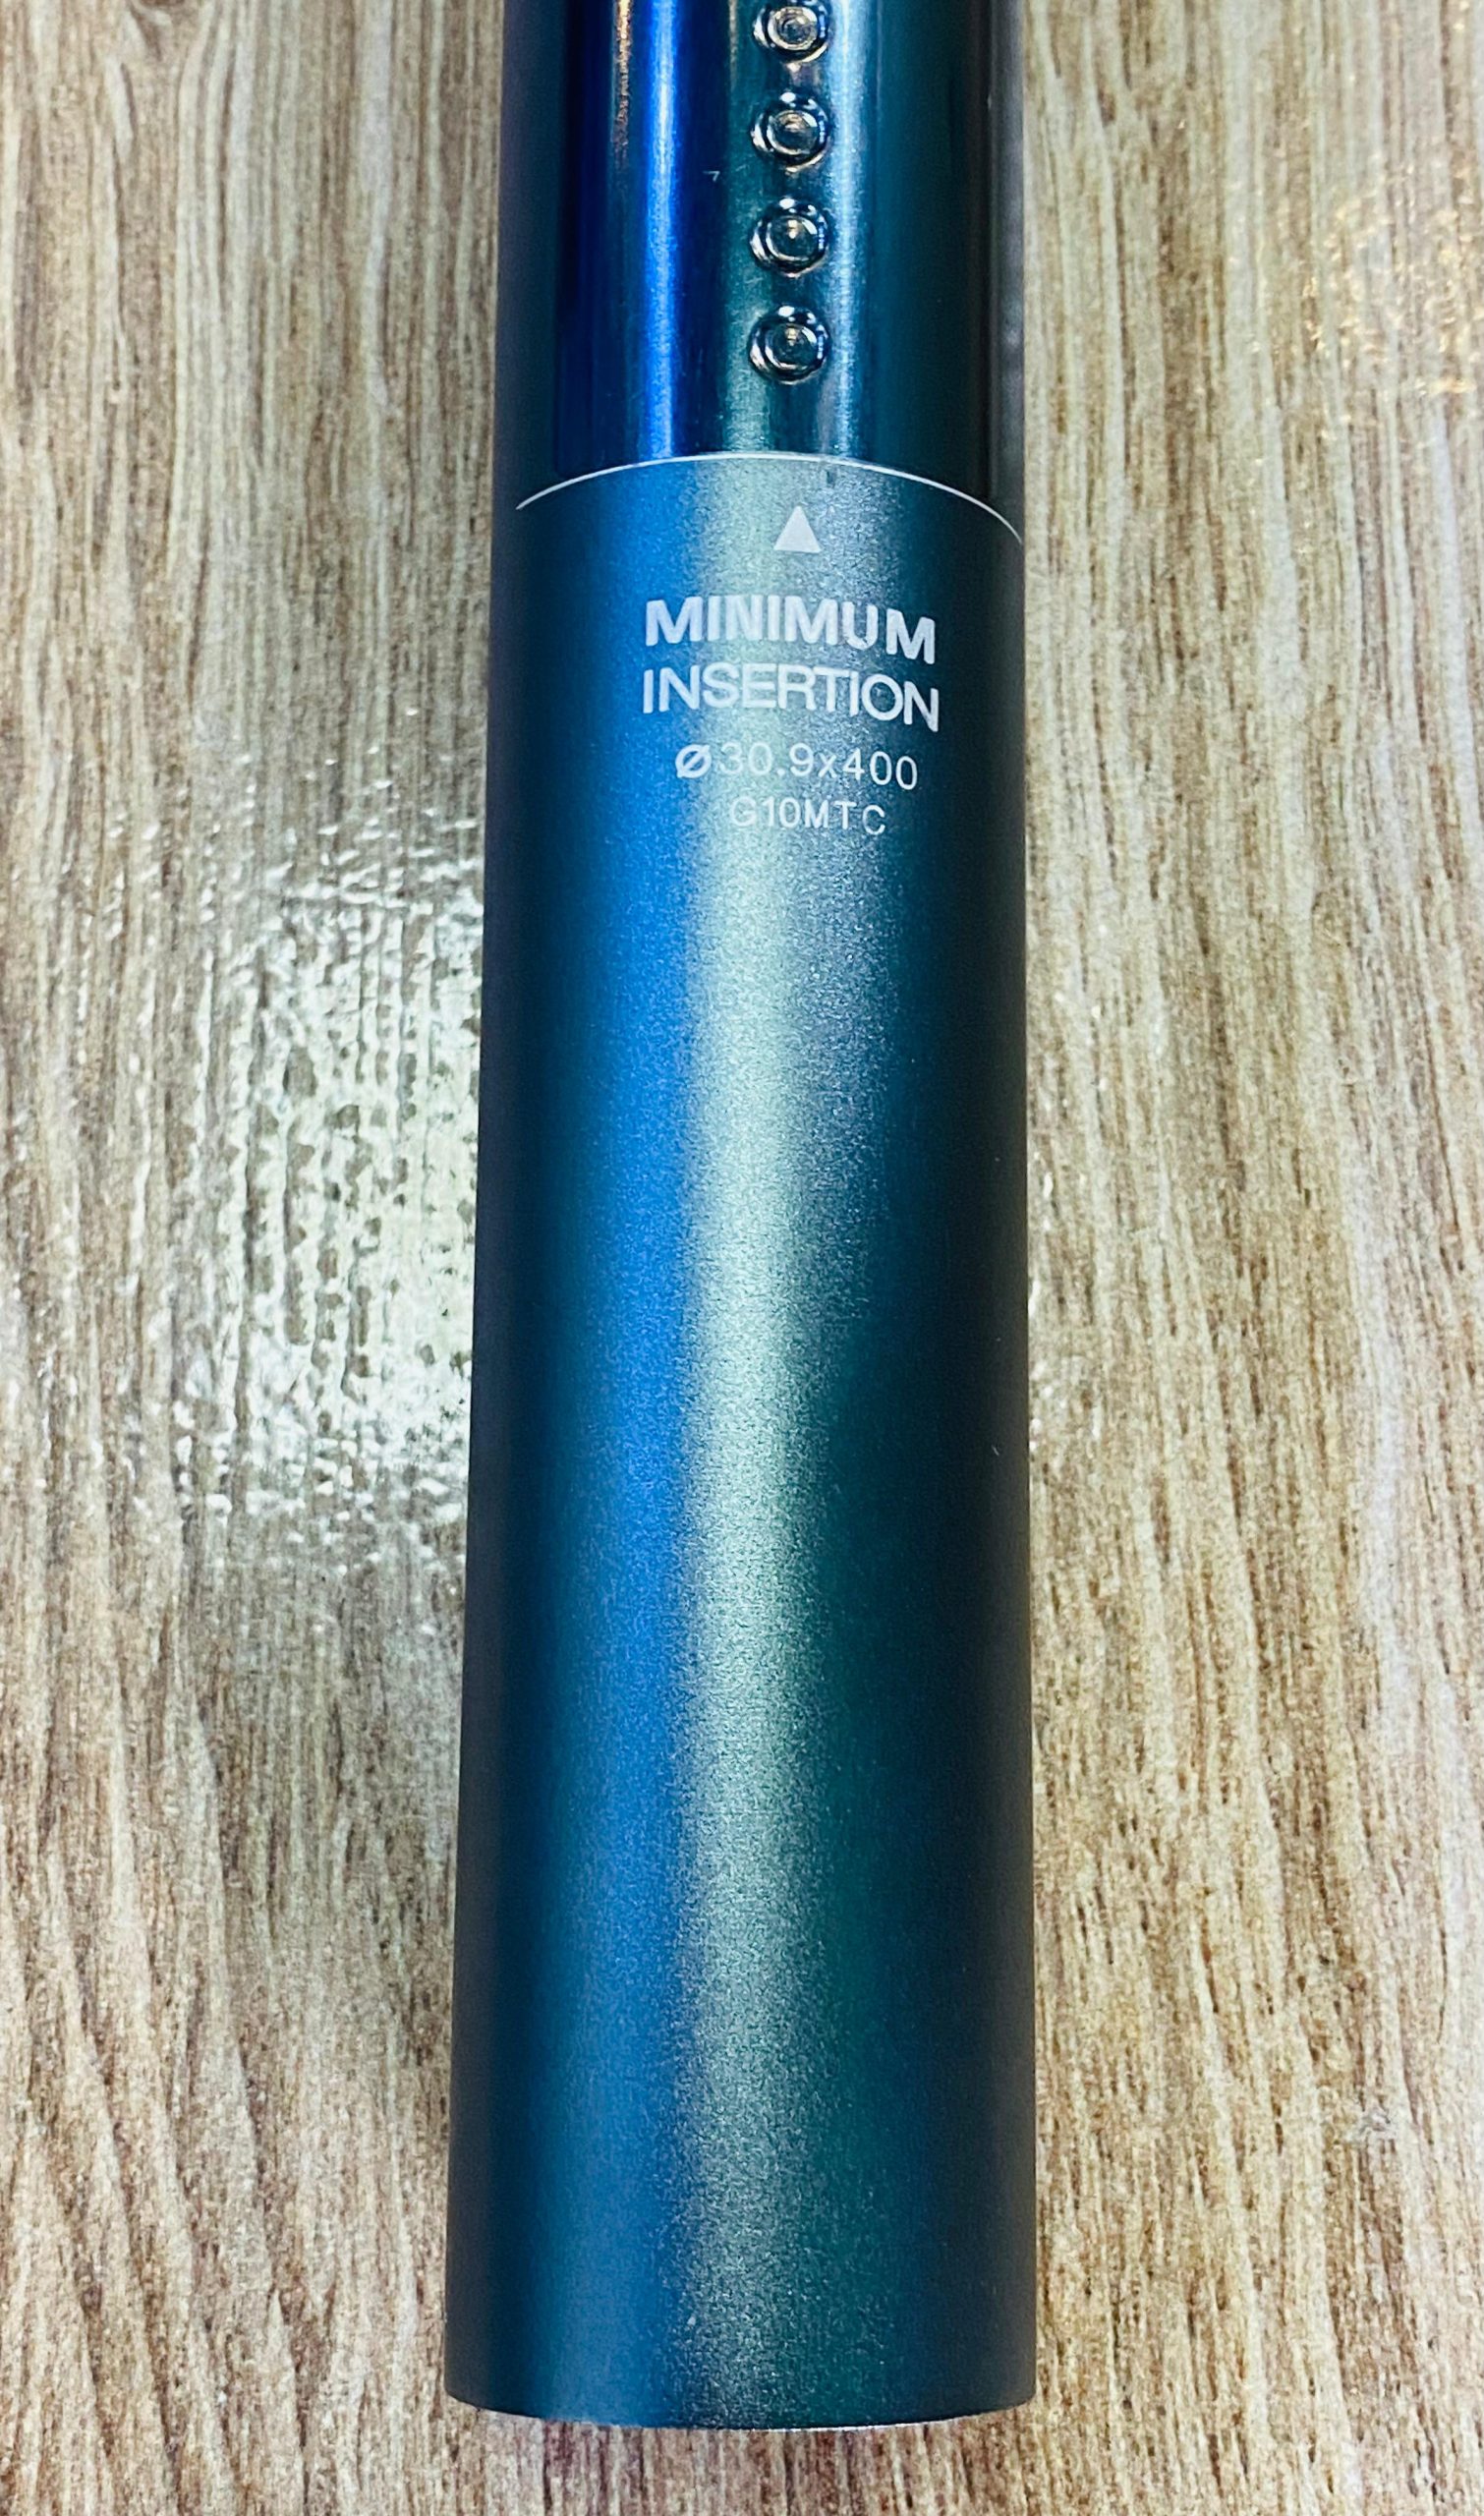 MINIMUM
INSERTION
Ø30.9x400
G10MTC